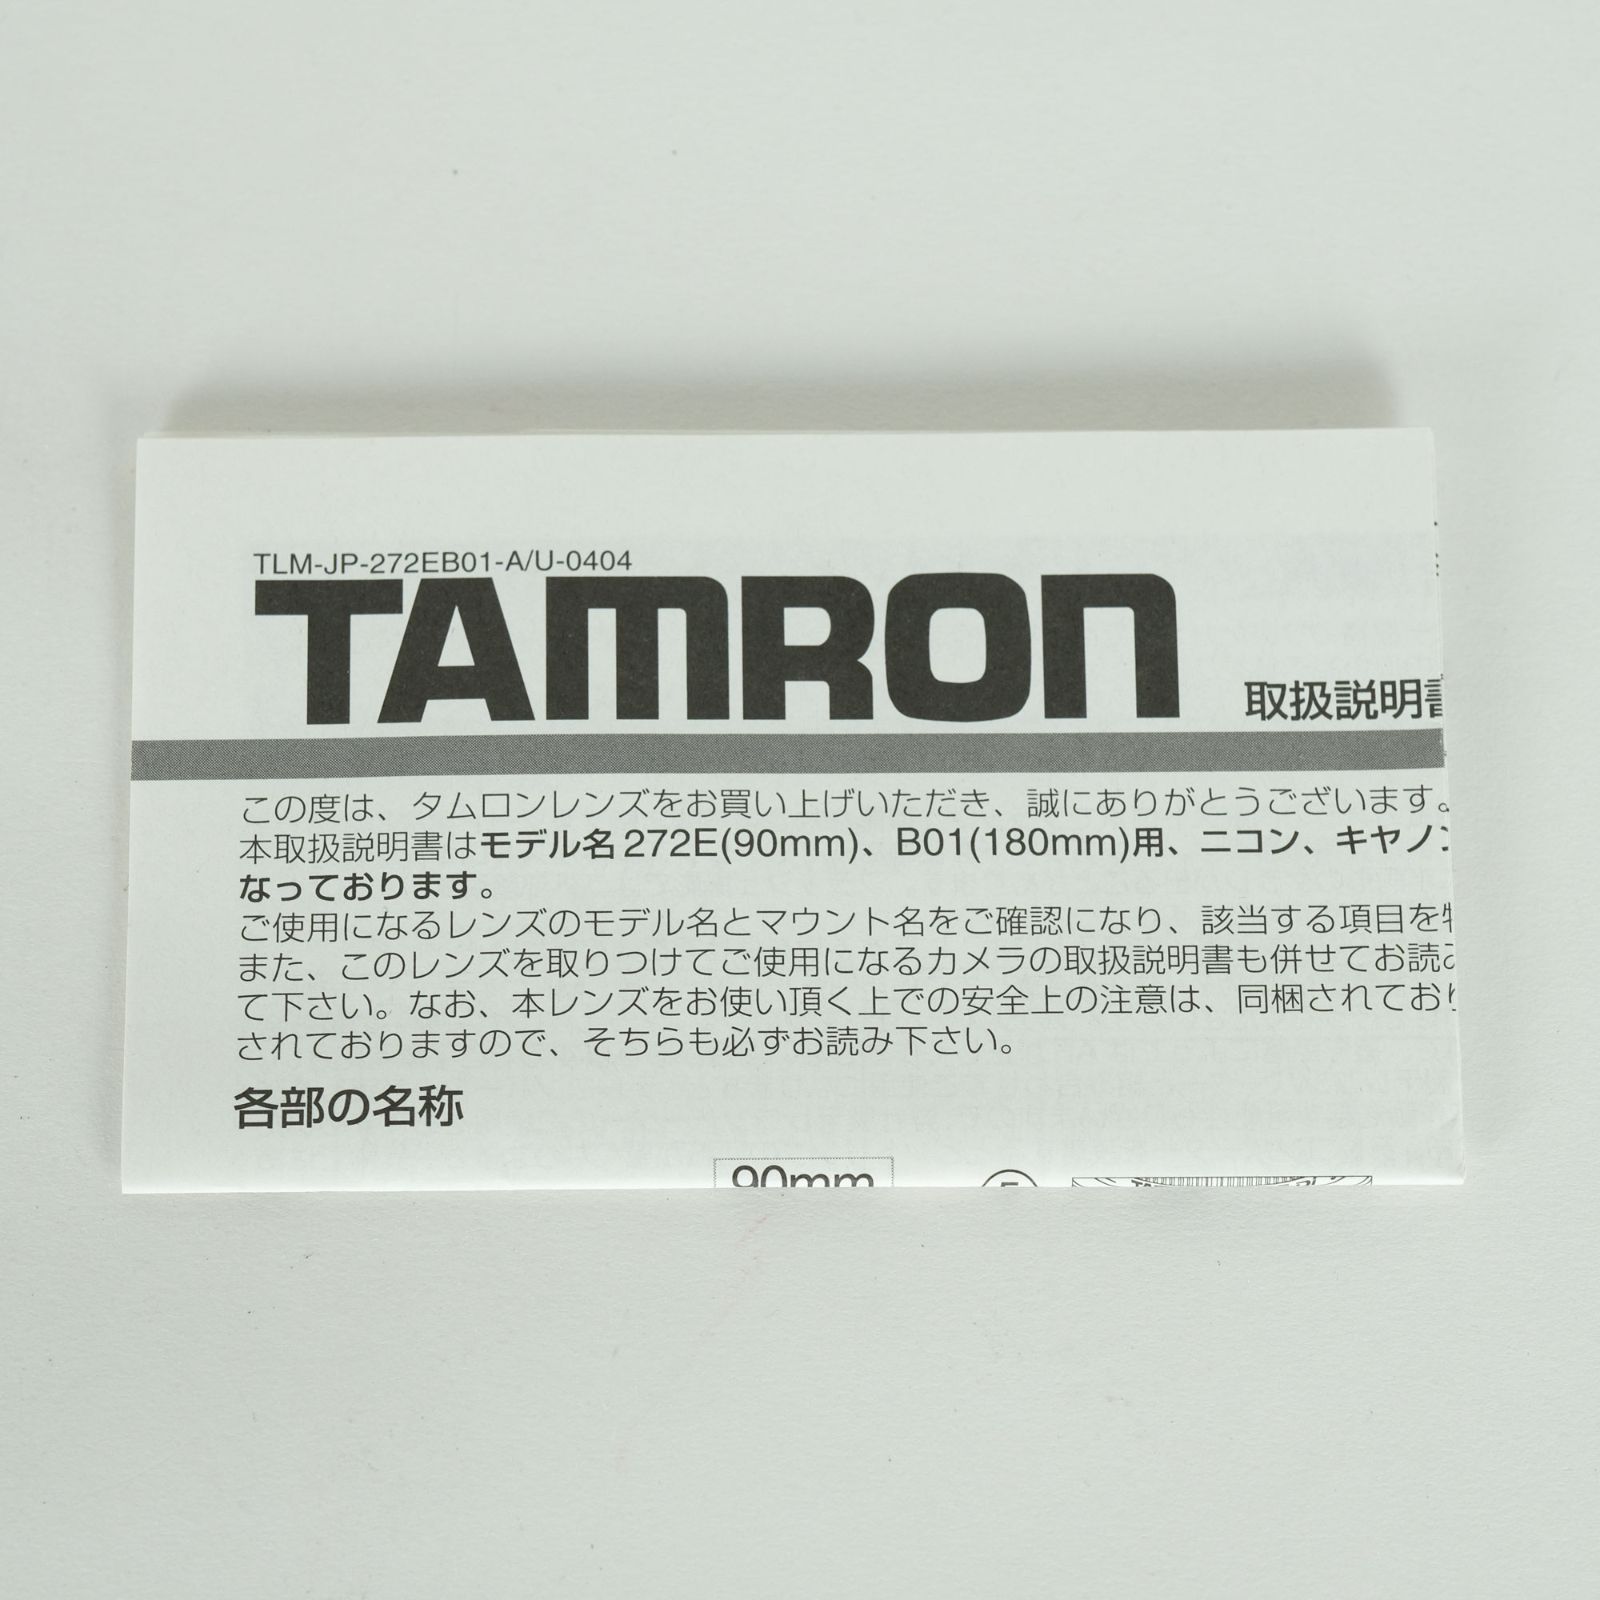 TLM-JP-272EB01-A/U-0404
TAMRON 取扱説明書
この度は、タムロンレンズをお買い上げいただき、誠にありがとうございます。
本取扱説明書はモデル名272E(90mm)、B01(180mm)用、ニコン、キヤノン
なっております。
ご使用になるレンズのモデル名とマウント名をご確認になり、該当する項目を
また、このレンズを取りつけてご使用になるカメラの取扱説明書も併せてお読み
て下さい。なお、本レンズをお使い頂く上での安全上の注意は、同梱されており
されておりますので、そちらも必ずお読み下さい。
各部の名称
90mm